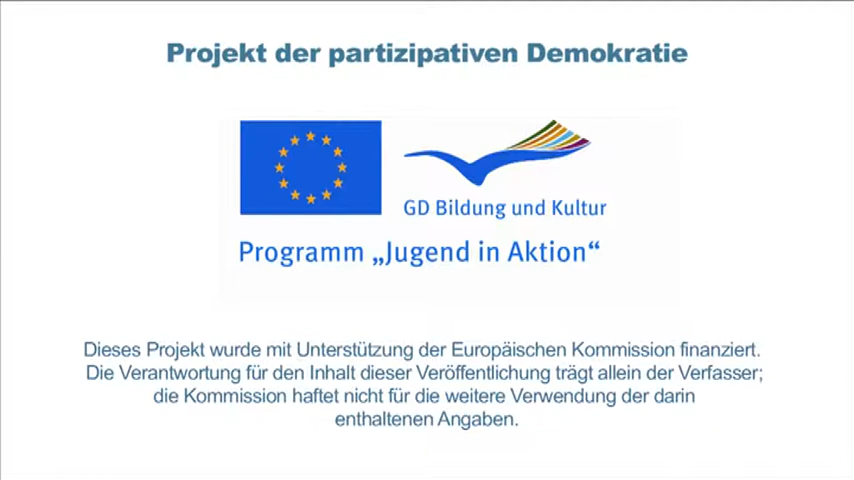 Projekt der partizipativen Demokratie
GD Bildung und Kultur
Programm „Jugend in Aktion“
Dieses Projekt wurde mit Unterstützung der Europäischen Kommission finanziert.
Die Verantwortung für den Inhalt dieser Veröffentlichung trägt allein der Verfasser;
die Kommission haftet nicht für die weitere Verwendung der darin
enthaltenen Angaben.